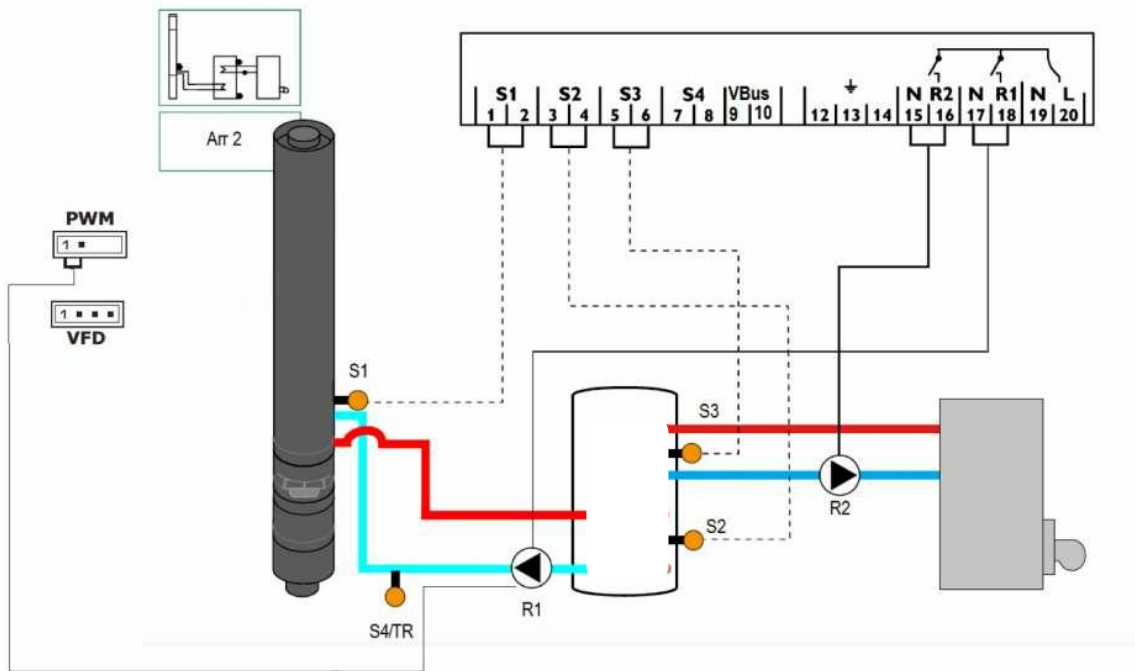 Arr 2
S1 S2 S3 S4 VBus N R2 N R1 N L
1 2 3 4 5 6 7 8 9 10 12 13 14 15 16 17 18 19 20
PWM
1
1
VFD
S1
S3
S2
R2
R1
S4/TR